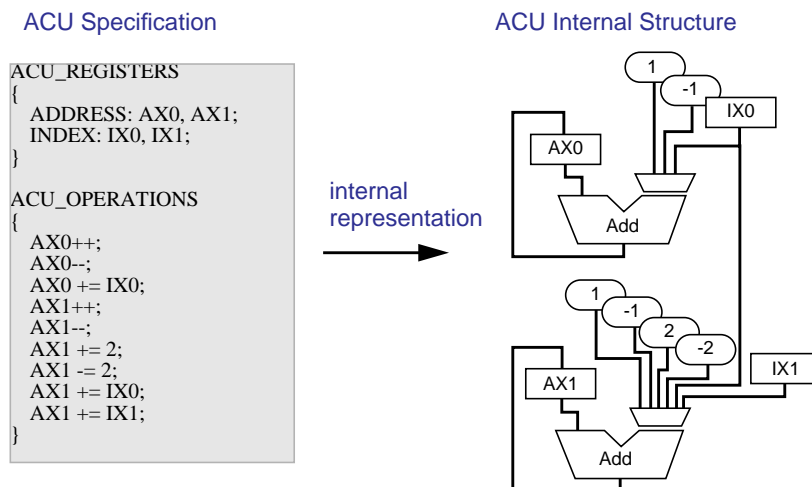 ACU Specification
ACU Internal Structure
ACU_REGISTERS
{
ADDRESS: AX0, AX1;
INDEX: IX0, IX1;
}
ACU_OPERATIONS
{
AX0++;
AX0--;
AX0 += IX0;
AX1++;
AX1--;
AX1 += 2;
AX1 -= 2;
AX1 += IX0;
AX1 += IX1;
}
internal
representation
1
-1
IX0
AX0
Add
1
-1
2
-2
IX1
AX1
Add